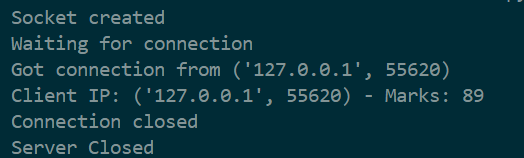 Socket created
Waiting for connection
Got connection from ('127.0.0.1', 55620)
Client IP: ('127.0.0.1', 55620) - Marks: 89
Connection closed
Server Closed